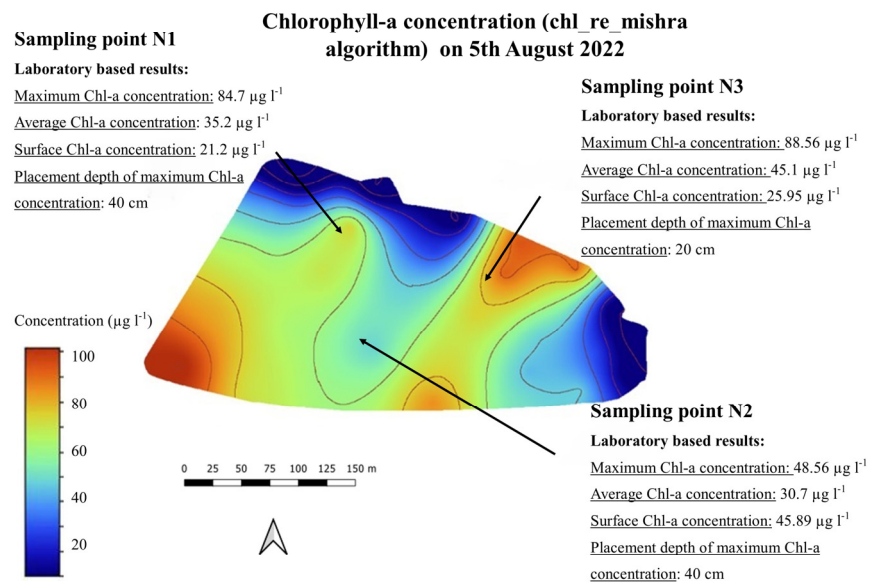 Chlorophyll-a concentration (chl_re_mishra
algorithm) on 5th August 2022
Sampling point N1
Laboratory based results:
Maximum Chl-a concentration: 84.7 µg l⁻¹
Average Chl-a concentration: 35.2 µg l⁻¹
Surface Chl-a concentration: 21.2 µg l⁻¹
Placement depth of maximum Chl-a
concentration: 40 cm
Sampling point N3
Laboratory based results:
Maximum Chl-a concentration: 88.56 µg l⁻¹
Average Chl-a concentration: 45.1 µg l⁻¹
Surface Chl-a concentration: 25.95 µg l⁻¹
Placement depth of maximum Chl-a
concentration: 20 cm
Concentration (µg l⁻¹)
100
80
60
40
20
0 25 50 75 100 125 150 m
Sampling point N2
Laboratory based results:
Maximum Chl-a concentration: 48.56 µg l⁻¹
Average Chl-a concentration: 30.7 µg l⁻¹
Surface Chl-a concentration: 45.89 µg l⁻¹
Placement depth of maximum Chl-a
concentration: 40 cm